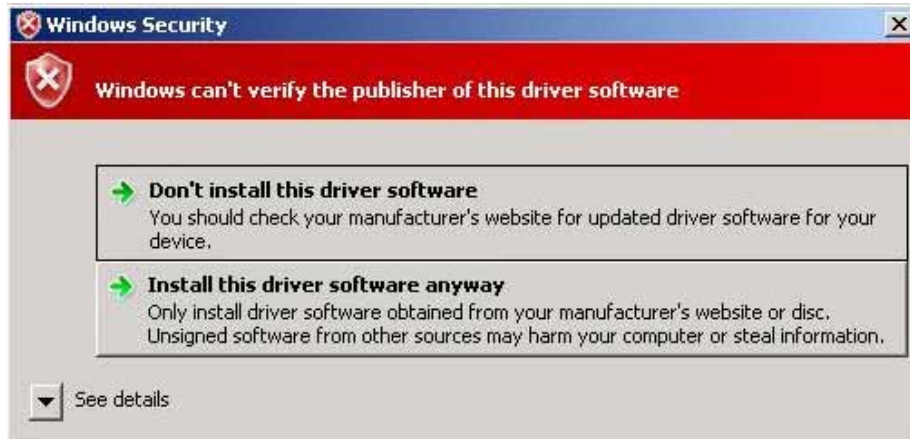 Windows Security
Windows can't verify the publisher of this driver software
Don't install this driver software
You should check your manufacturer's website for updated driver software for your
device.
Install this driver software anyway
Only install driver software obtained from your manufacturer's website or disc.
Unsigned software from other sources may harm your computer or steal information.
See details